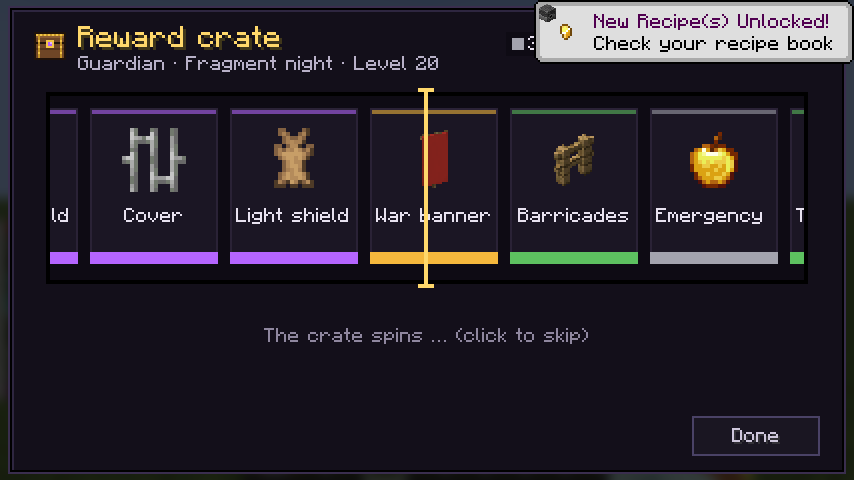 Reward crate
Guardian · Fragment night · Level 20
New Recipe(s) Unlocked!
Check your recipe book
Cover
Light shield
War banner
Barricades
Emergency
The crate spins ... (click to skip)
Done